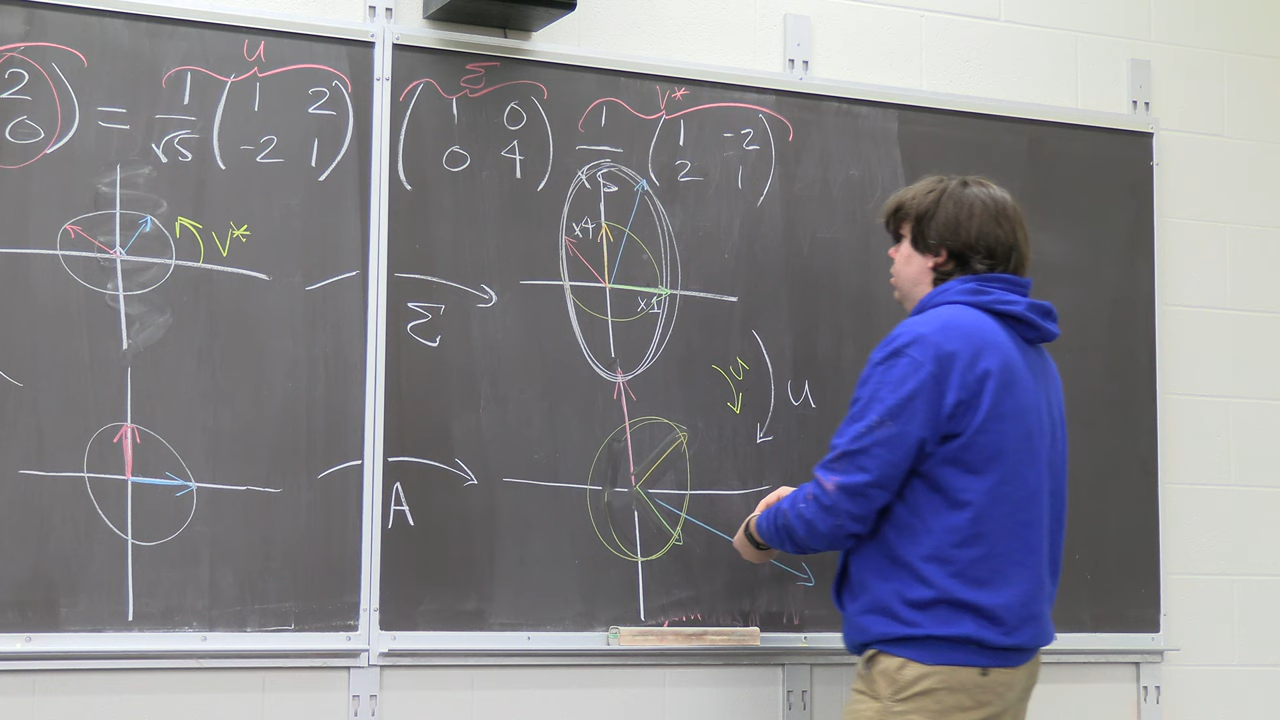 U Σ V*
2 0 ) = 1/√5 ( 1 2 -2 1 ) ( 1 0 0 4 ) 1/√5 ( 1 -2 2 1 )
V*
x4
x1
Σ
U
U
A